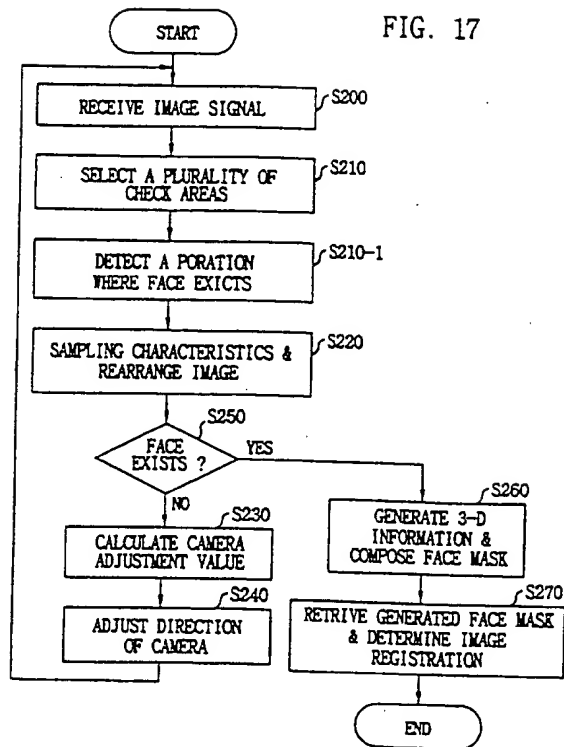 START
FIG. 17
RECEIVE IMAGE SIGNAL
S200
SELECT A PLURALITY OF
CHECK AREAS
S210
DETECT A PORATION
WHERE FACE EXICTS
S210-1
SAMPLING CHARACTERISTICS &
REARRANGE IMAGE
S220
FACE
EXISTS ?
S250
YES
NO
CALCULATE CAMERA
ADJUSTMENT VALUE
S230
ADJUST DIRECTION
OF CAMERA
S240
GENERATE 3-D
INFORMATION &
COMPOSE FACE MASK
S260
RETRIVE GENERATED FACE MASK
& DETERMINE IMAGE
REGISTRATION
S270
END